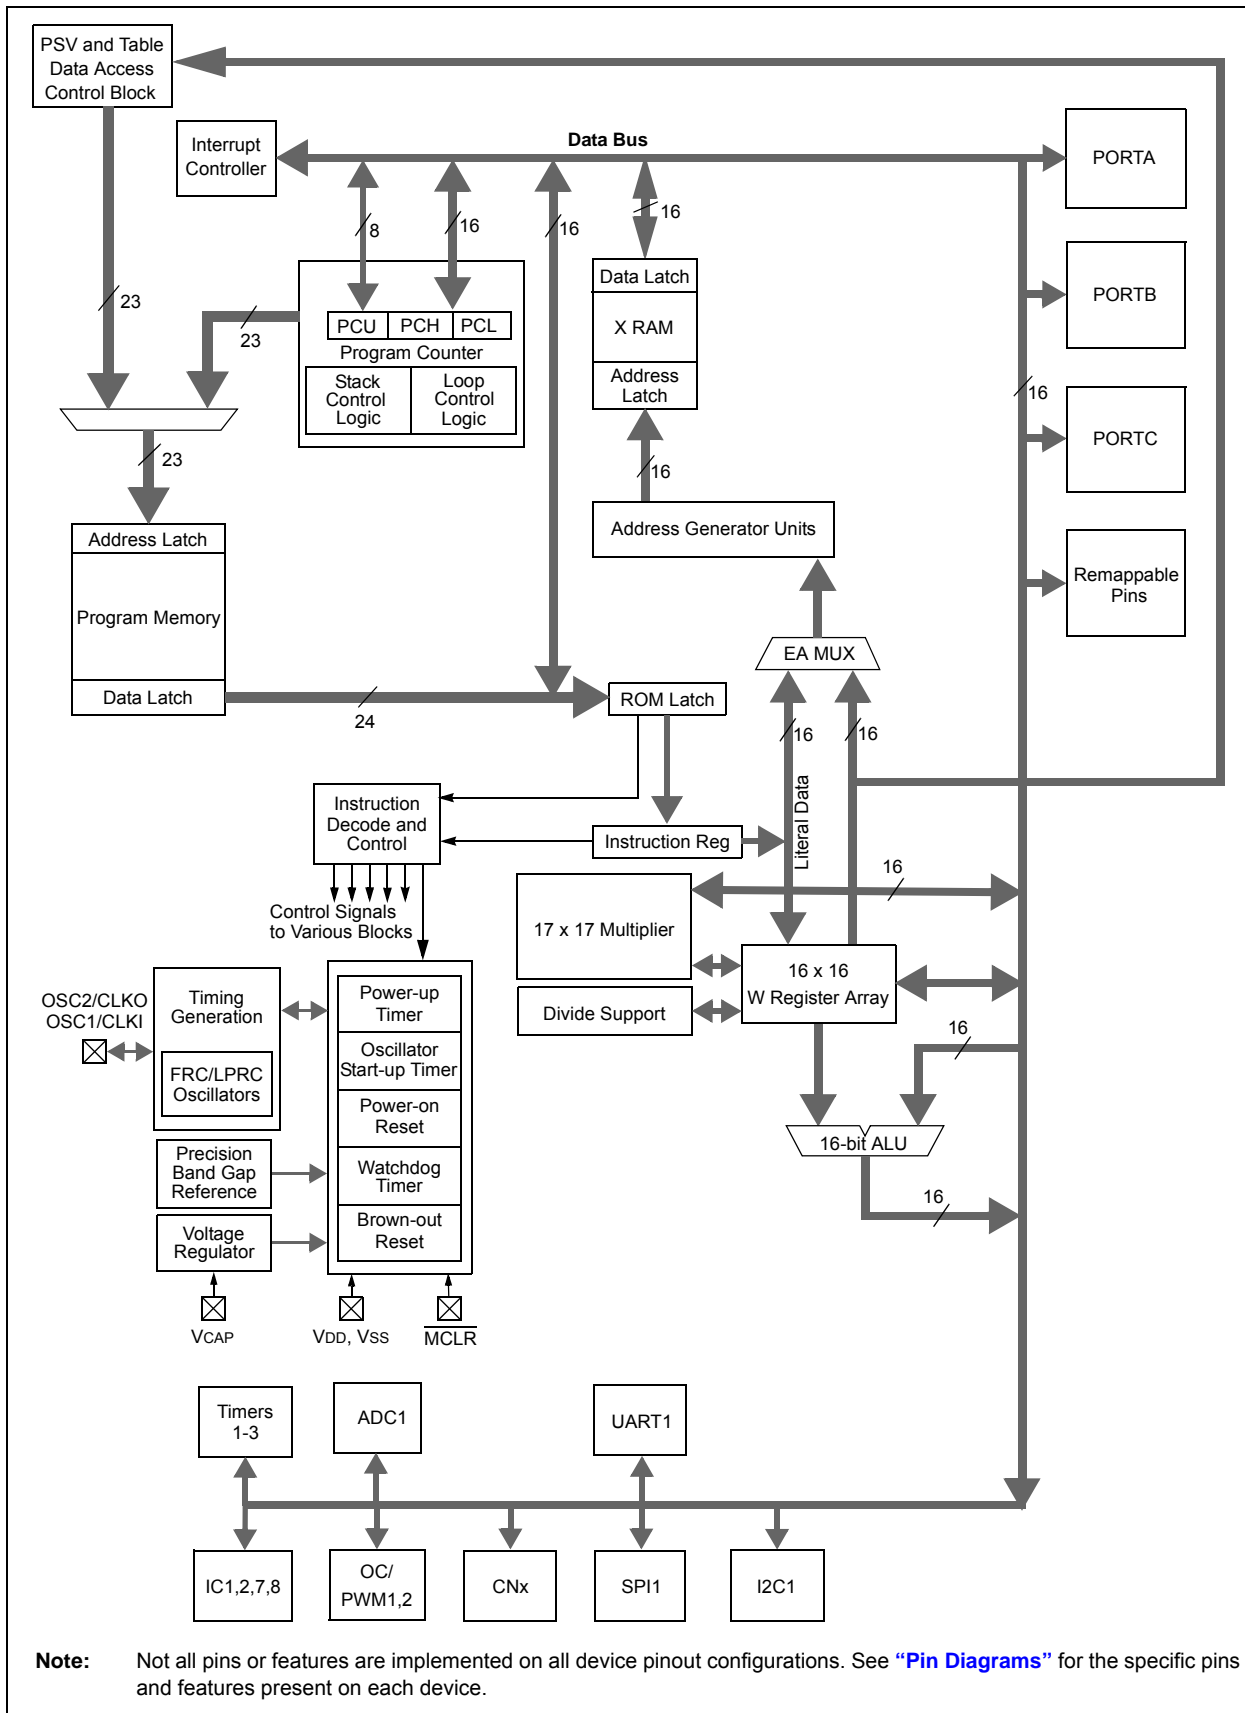 PSV and Table
Data Access
Control Block
Interrupt
Controller
Data Bus
PORTA
8
16
16
16
23
23
Data Latch
X RAM
Address
Latch
PORTB
PCU
PCH
PCL
Program Counter
Stack
Control
Logic
Loop
Control
Logic
16
PORTC
23
16
Address Latch
Program Memory
Data Latch
Address Generator Units
Remappable
Pins
EA MUX
24
ROM Latch
16
16
Instruction
Decode and
Control
Instruction Reg
Literal Data
16
Control Signals
to Various Blocks
17 x 17 Multiplier
16 x 16
W Register Array
Divide Support
OSC2/CLKO
OSC1/CLKI
Timing
Generation
FRC/LPRC
Oscillators
Power-up
Timer
Oscillator
Start-up Timer
Power-on
Reset
Watchdog
Timer
Brown-out
Reset
16
16-bit ALU
16
Precision
Band Gap
Reference
Voltage
Regulator
VCAP
VDD, VSS
MCLR
Timers
1-3
ADC1
UART1
IC1,2,7,8
OC/
PWM1,2
CNx
SPI1
I2C1
Note: Not all pins or features are implemented on all device pinout configurations. See “Pin Diagrams” for the specific pins
and features present on each device.